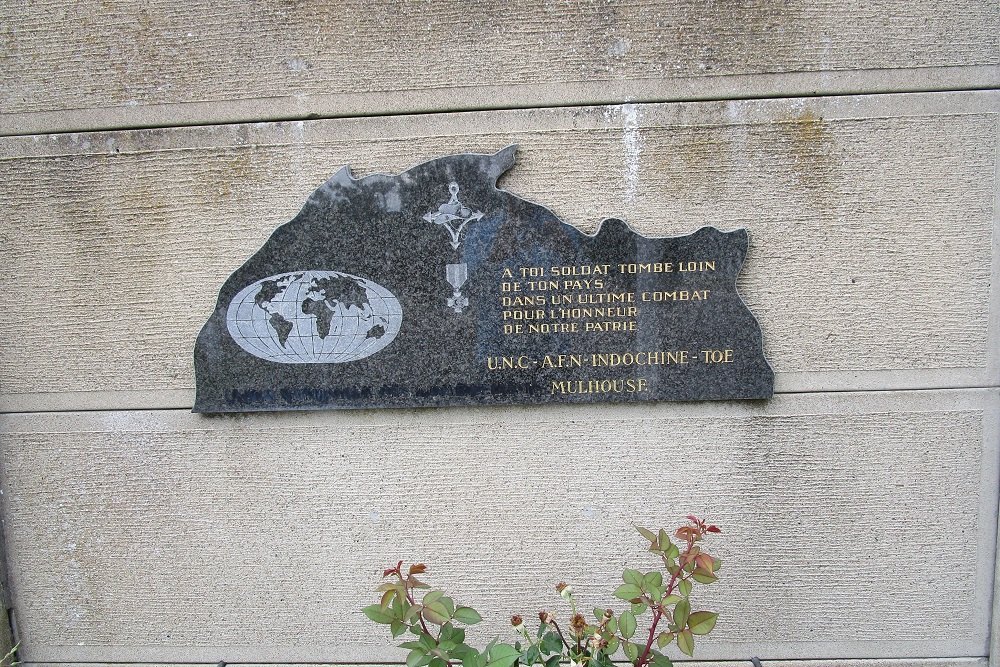 A TOI SOLDAT TOMBE LOIN
DE TON PAYS
DANS UN ULTIME COMBAT
POUR L'HONNEUR
DE NOTRE PATRIE
U.N.C - A.F.N - INDOCHINE - TOE
MULHOUSE